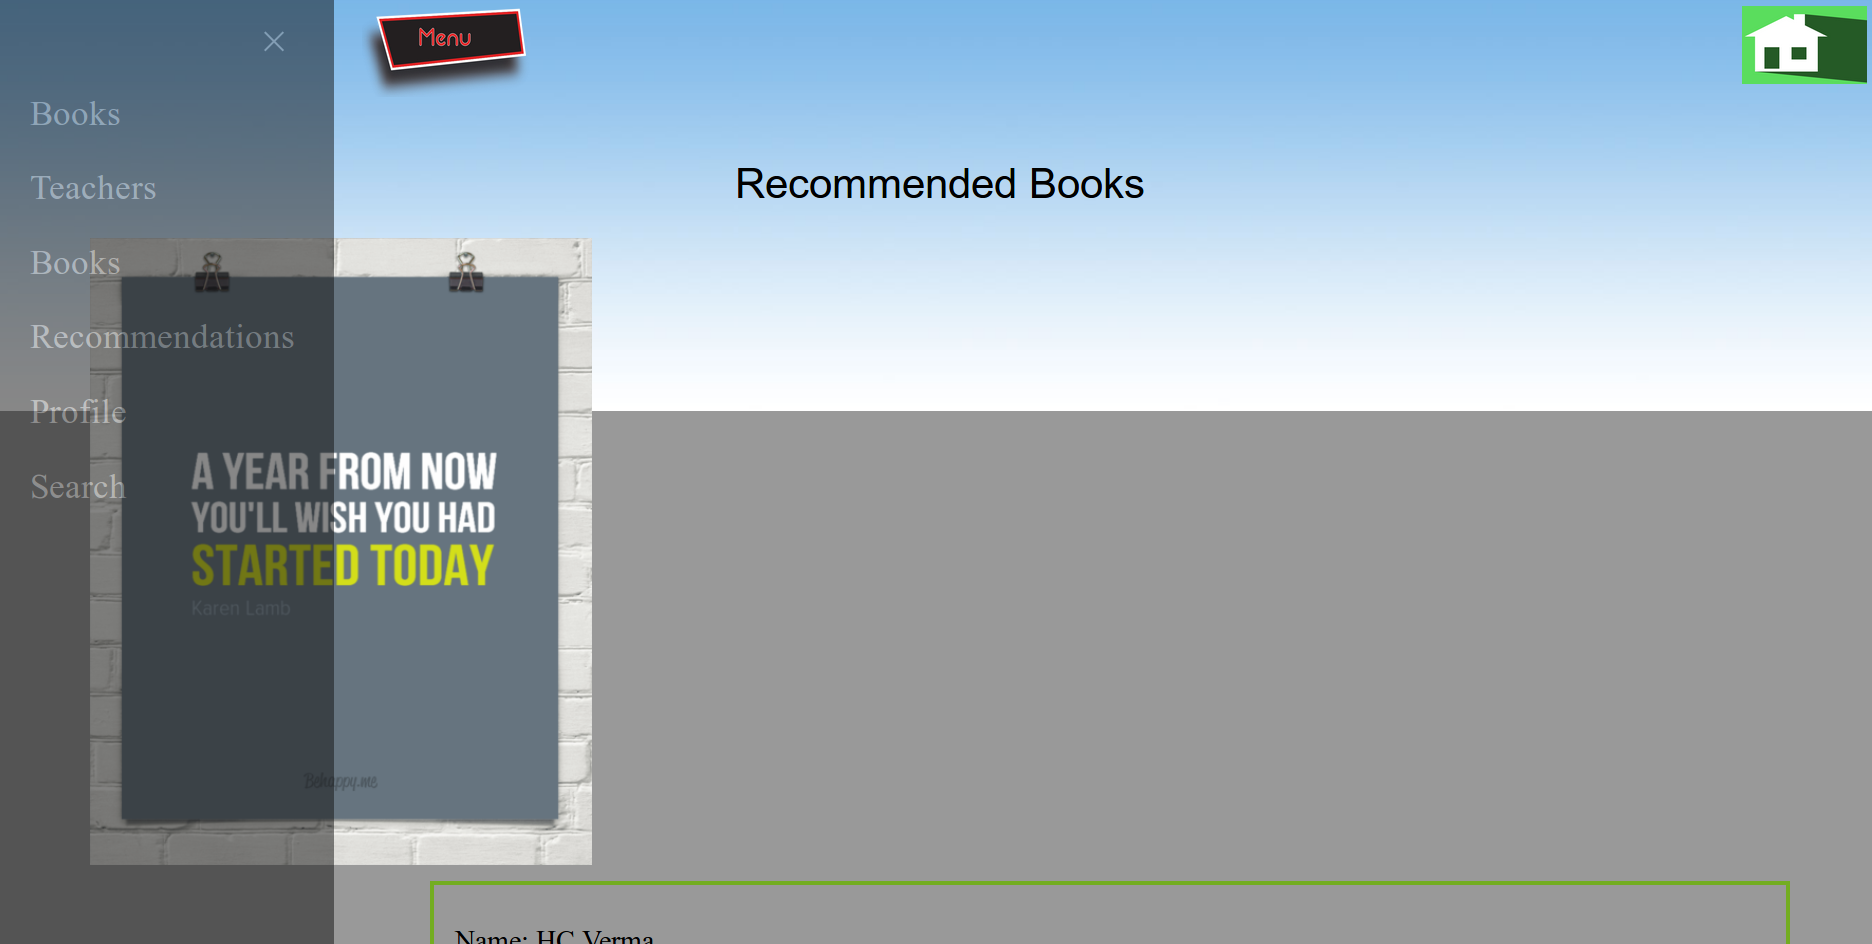 Menu
Books
Teachers
Books
Recommendations
Profile
Search
Recommended Books
A YEAR FROM NOW
YOU'LL WISH YOU HAD
STARTED TODAY
Karen Lamb
Behappy.me
Name: HC Verma